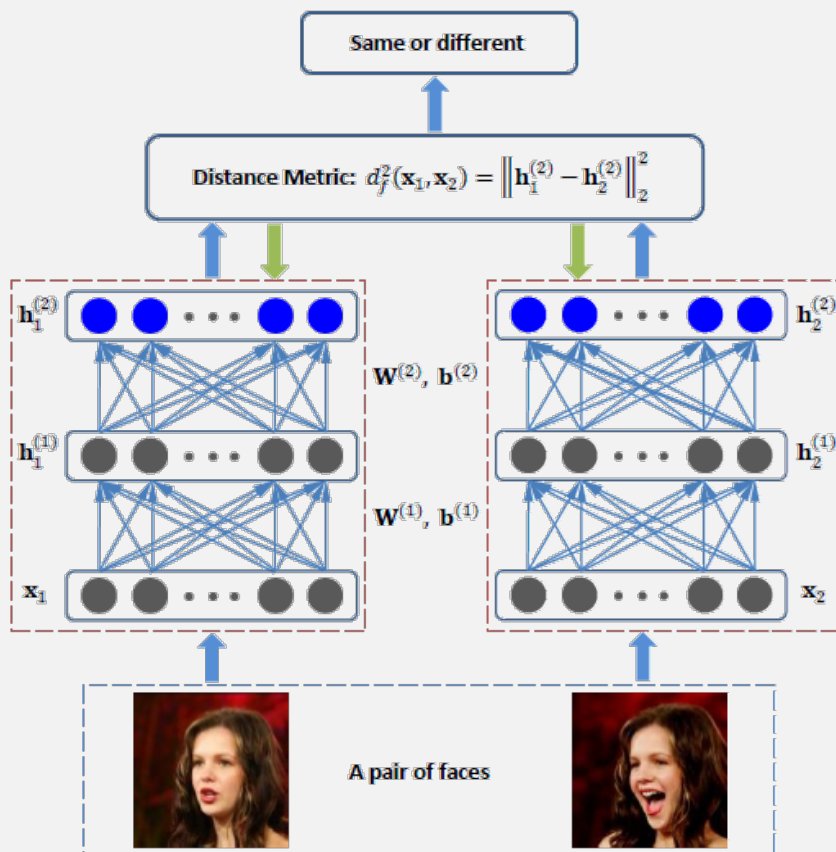 Same or different
Distance Metric: d_f^2(x_1, x_2) = ‖h_1^{(2)} − h_2^{(2)}‖_2^2
h_1^{(2)}
h_2^{(2)}
W^{(2)}, b^{(2)}
h_1^{(1)}
h_2^{(1)}
W^{(1)}, b^{(1)}
x_1
x_2
A pair of faces